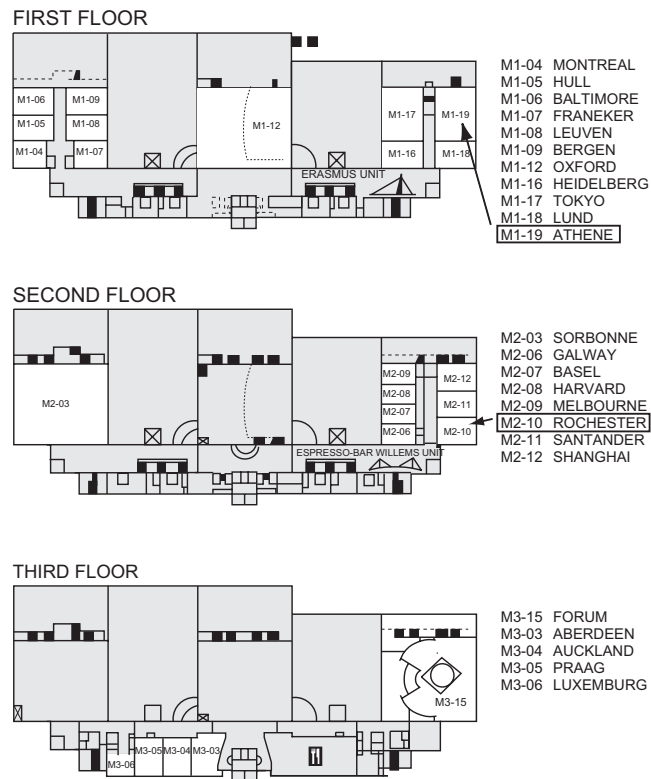 FIRST FLOOR
M1-06
M1-09
M1-05
M1-08
M1-04
M1-07
M1-12
M1-17
M1-19
M1-16
M1-18
ERASMUS UNIT
M1-04 MONTREAL
M1-05 HULL
M1-06 BALTIMORE
M1-07 FRANEKER
M1-08 LEUVEN
M1-09 BERGEN
M1-12 OXFORD
M1-16 HEIDELBERG
M1-17 TOKYO
M1-18 LUND
M1-19 ATHENE
SECOND FLOOR
M2-03
M2-09
M2-12
M2-08
M2-11
M2-07
M2-06
M2-10
ESPRESSO-BAR WILLEMS UNIT
M2-03 SORBONNE
M2-06 GALWAY
M2-07 BASEL
M2-08 HARVARD
M2-09 MELBOURNE
M2-10 ROCHESTER
M2-11 SANTANDER
M2-12 SHANGHAI
THIRD FLOOR
M3-15
M3-06
M3-05
M3-04
M3-03
M3-15 FORUM
M3-03 ABERDEEN
M3-04 AUCKLAND
M3-05 PRAAG
M3-06 LUXEMBURG